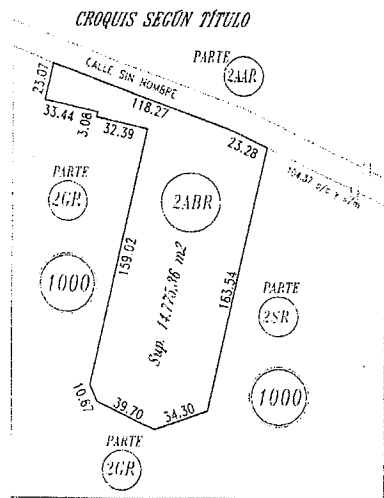 CROQUIS SEGÚN TÍTULO
PARTE
2AAR
CALLE SIN NOMBRE
23.07
118.27
33.44
3.08
32.39
23.28
PARTE
2GR
2ABR
1000
159.02
Sup. 14.775,36 m2
163.54
PARTE
2SR
1000
10.67
39.70
34.30
PARTE
2GR